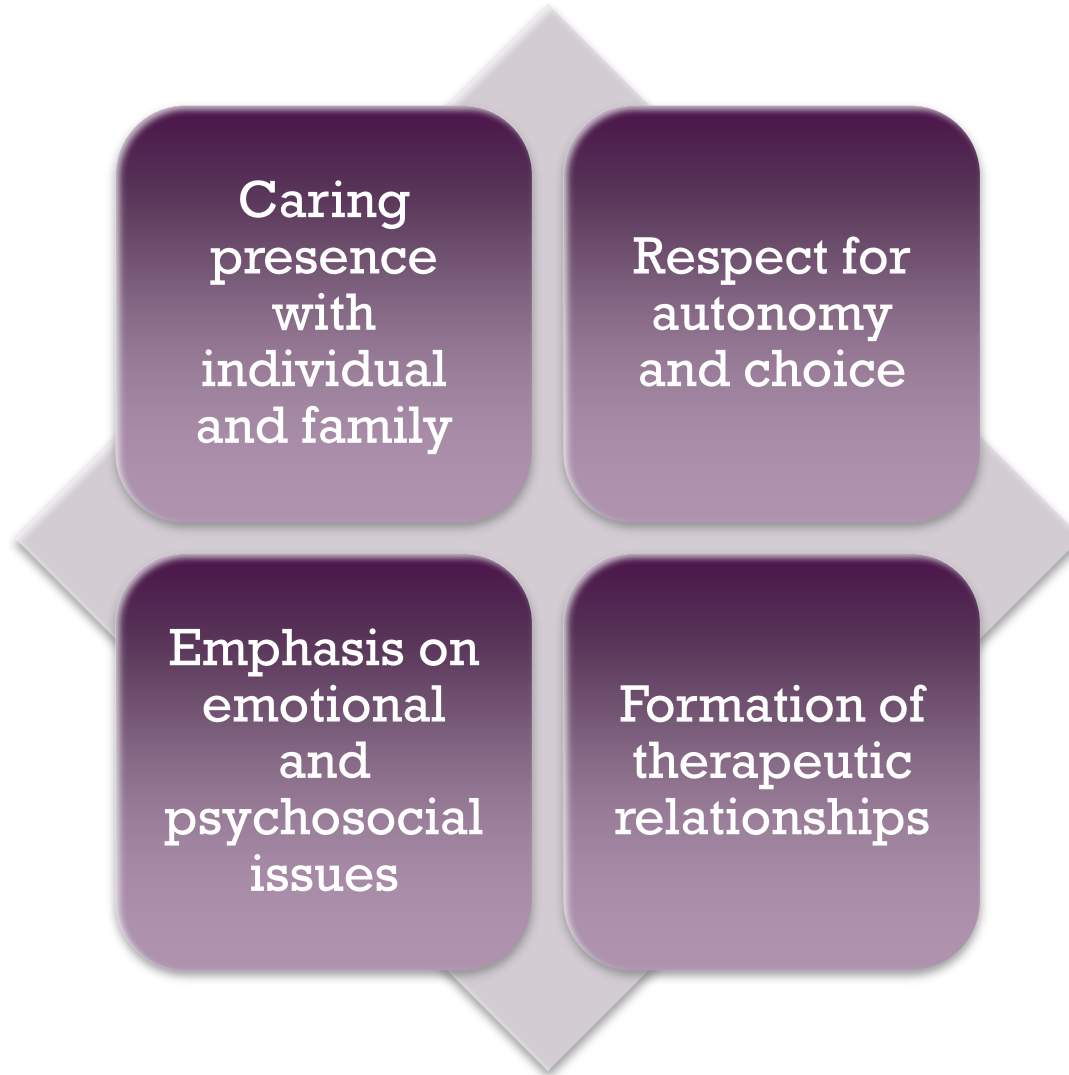 Caring
presence
with
individual
and family
Respect for
autonomy
and choice
Emphasis on
emotional
and
psychosocial
issues
Formation of
therapeutic
relationships